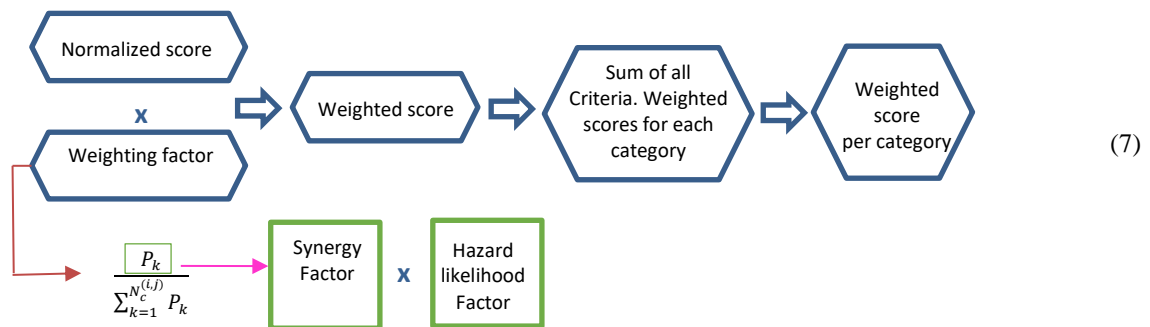 Normalized score
x
Weighting factor
Weighted score
Sum of all
Criteria. Weighted
scores for each
category
Weighted
score
per category
(7)
P_k
∑_{k=1}^{N_c^{(i,j)}} P_k
Synergy
Factor
x
Hazard
likelihood
Factor